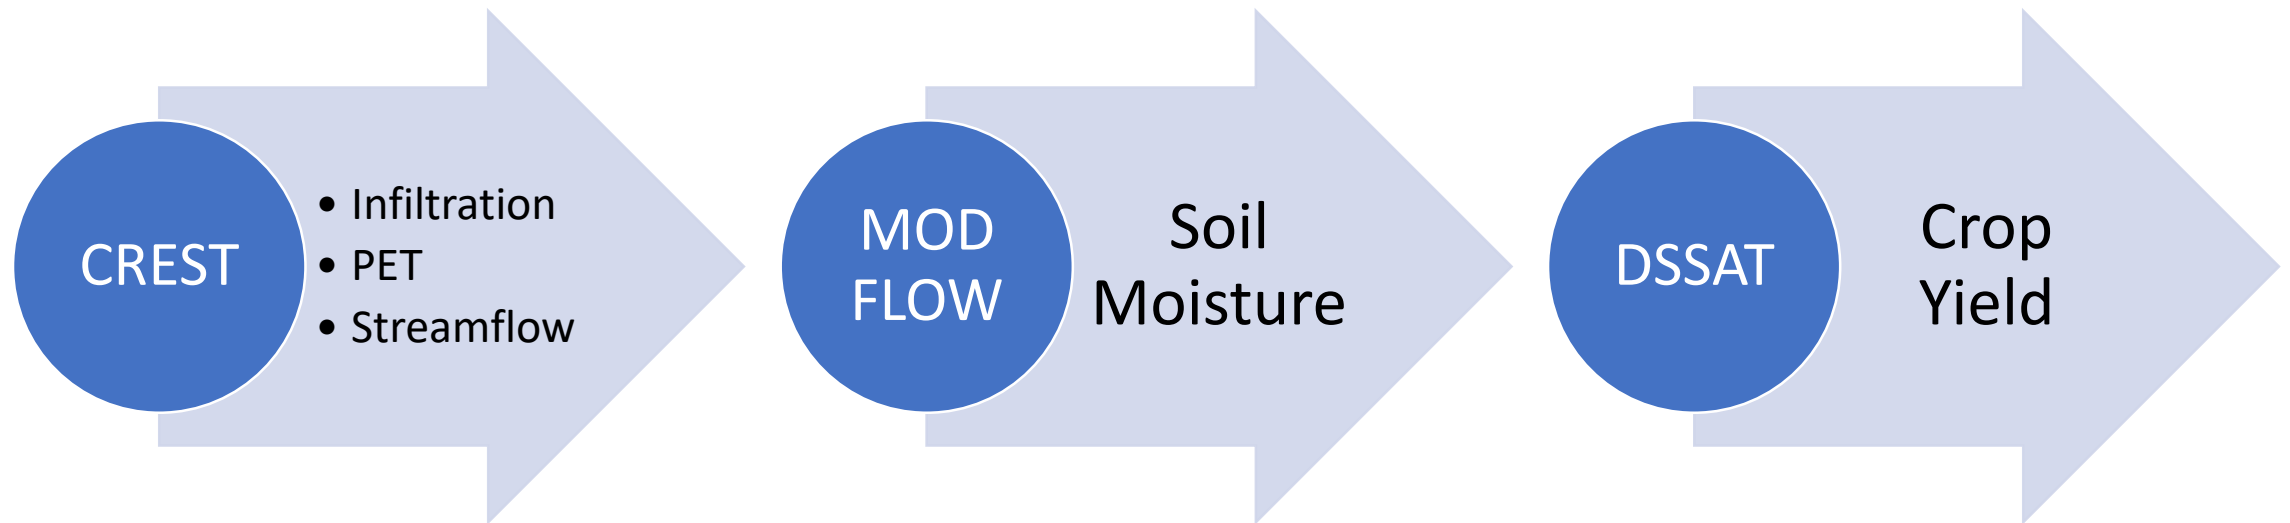 CREST
• Infiltration
• PET
• Streamflow
MOD
FLOW
Soil
Moisture
DSSAT
Crop
Yield